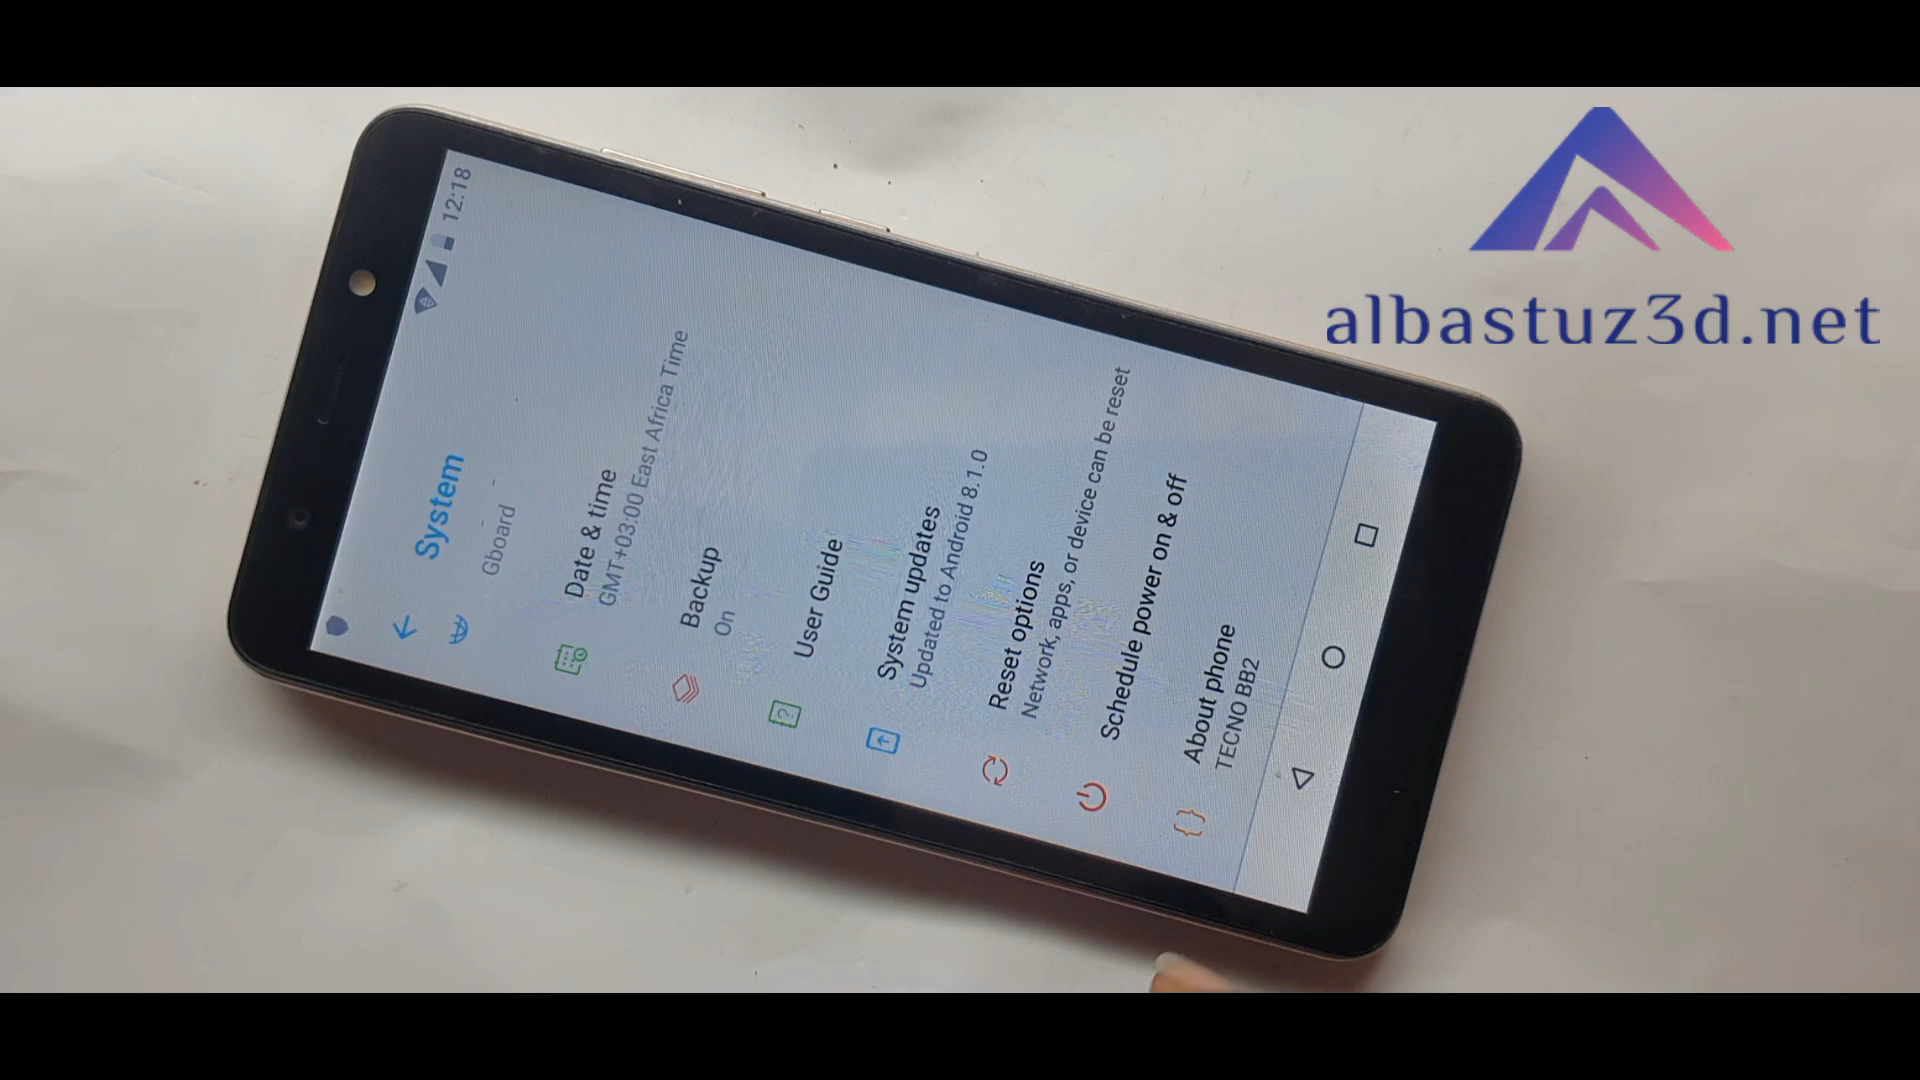 12:18
System
Gboard
Date & time
GMT+03:00 East Africa Time
Backup
On
User Guide
System updates
Updated to Android 8.1.0
Reset options
Network, apps, or device can be reset
Schedule power on & off
About phone
TECNO BB2
albastuz3d.net